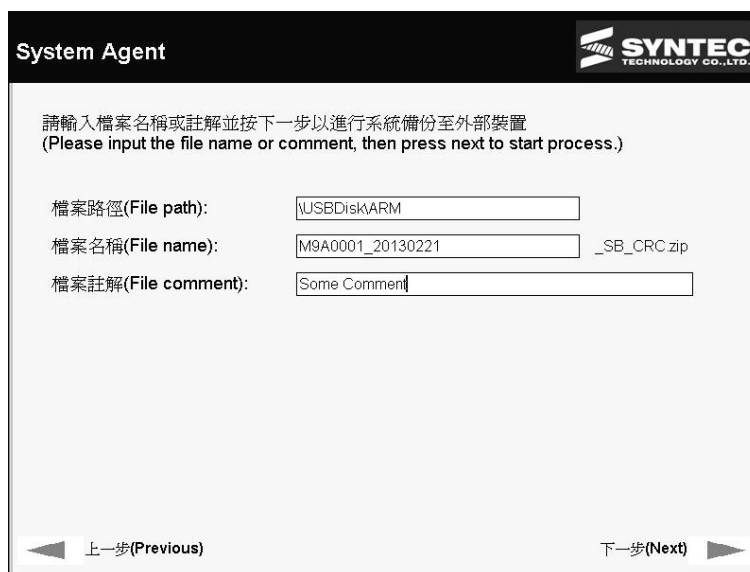 System Agent
SYNTEC
TECHNOLOGY CO.,LTD.
請輸入檔案名稱或註解並按下一步以進行系統備份至外部裝置
(Please input the file name or comment, then press next to start process.)
檔案路徑(File path): \USBDisk\ARM
檔案名稱(File name): M9A0001_20130221 _SB_CRC.zip
檔案註解(File comment): Some Comment
上一步(Previous) 下一步(Next)